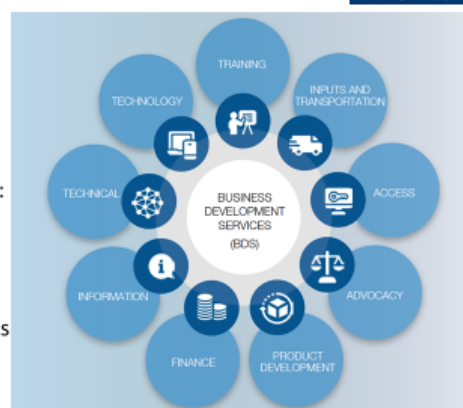 TRAINING
INPUTS AND
TRANSPORTATION
ACCESS
ADVOCACY
PRODUCT
DEVELOPMENT
FINANCE
INFORMATION
TECHNICAL
TECHNOLOGY
BUSINESS
DEVELOPMENT
SERVICES
(BDS)
:
s